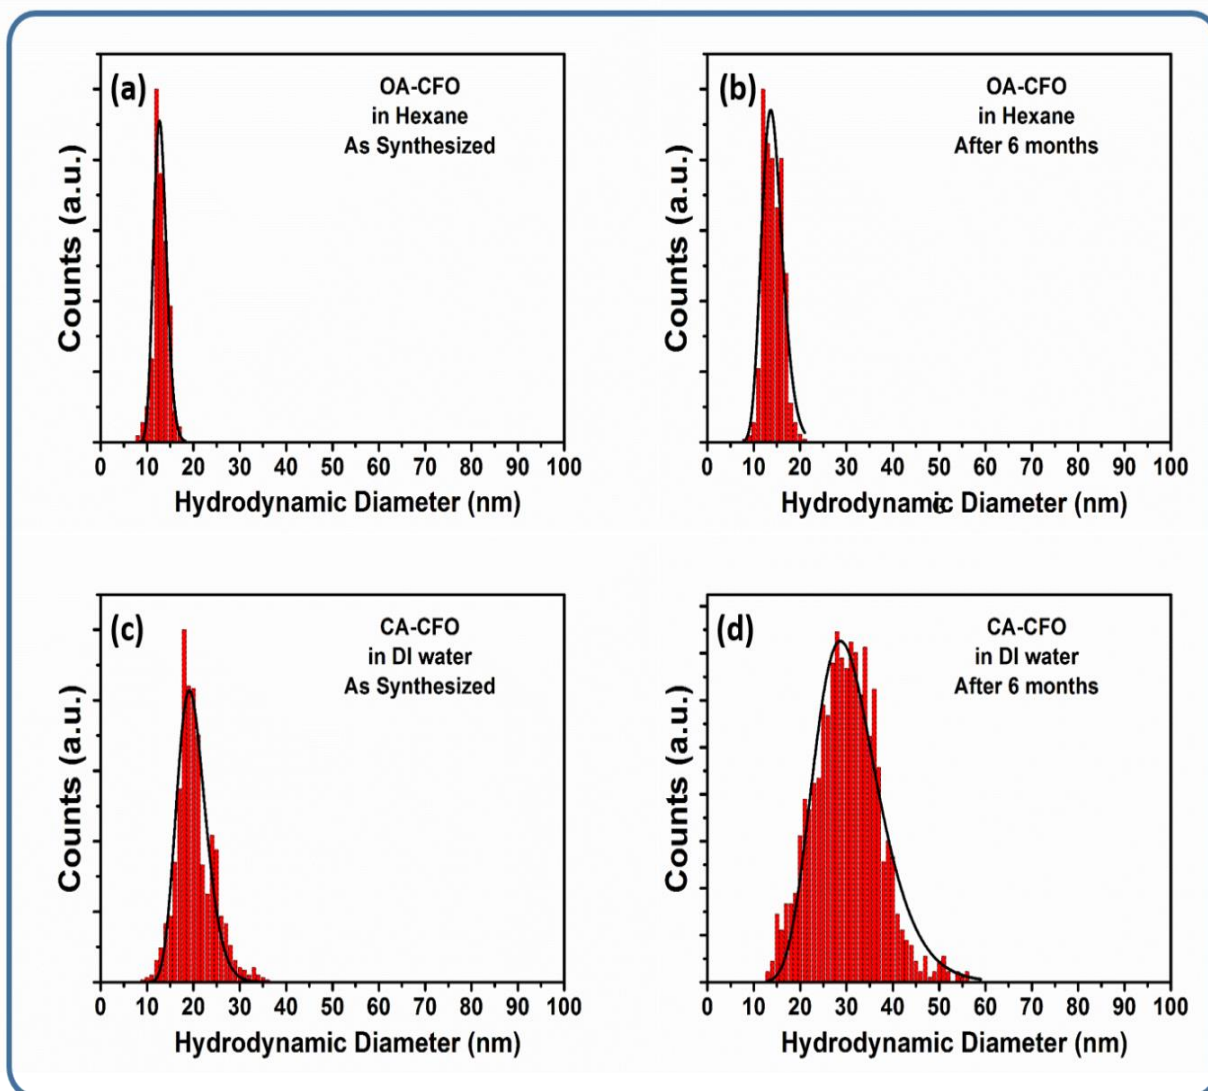 (a)
OA-CFO
in Hexane
As Synthesized
Counts (a.u.)
0 10 20 30 40 50 60 70 80 90 100
Hydrodynamic Diameter (nm)
(b)
OA-CFO
in Hexane
After 6 months
Counts (a.u.)
0 10 20 30 40 50 60 70 80 90 100
Hydrodynamic Diameter (nm)
(c)
CA-CFO
in DI water
As Synthesized
Counts (a.u.)
0 10 20 30 40 50 60 70 80 90 100
Hydrodynamic Diameter (nm)
(d)
CA-CFO
in DI water
After 6 months
Counts (a.u.)
0 10 20 30 40 50 60 70 80 90 100
Hydrodynamic Diameter (nm)